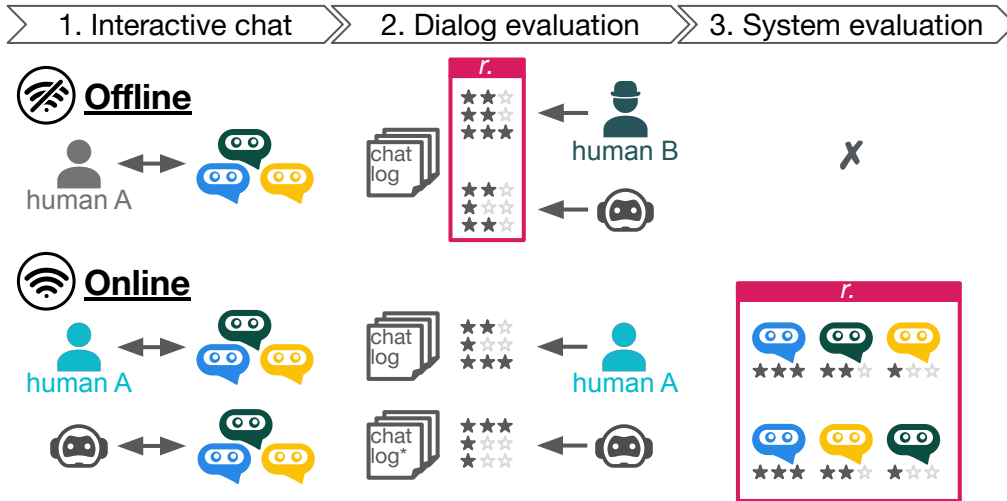 1. Interactive chat
2. Dialog evaluation
3. System evaluation
Offline
r.
human A
chat
log
human B
✗
Online
r.
human A
chat
log
human A
chat
log*